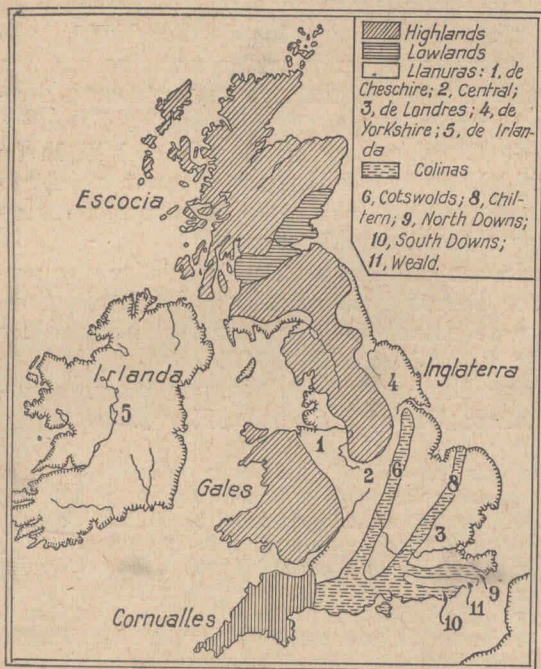 Highlands
Lowlands
Llanuras: 1, de
Cheschire; 2, Central;
3, de Londres; 4, de
Yorkshire; 5, de Irlan-
da
Colinas
6, Cotswolds; 8, Chil-
tern; 9, North Downs;
10, South Downs;
11, Weald.
Escocia
Irlanda
Inglaterra
4
5
1
2
6
8
Gales
3
9
11
10
Cornualles